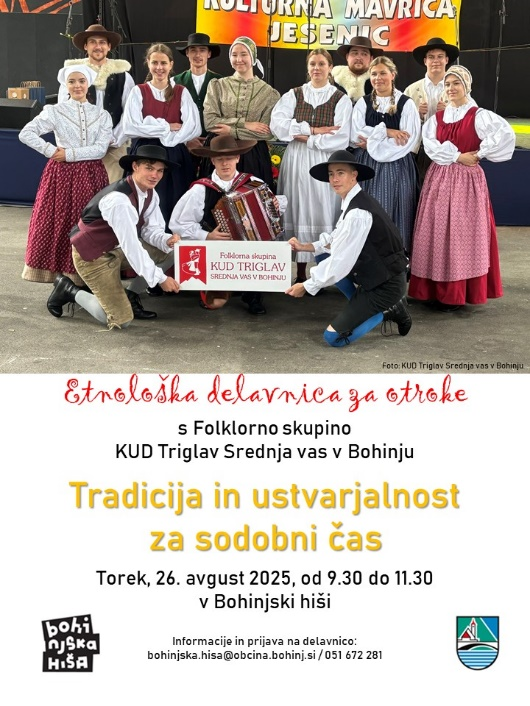 KULTURNA MAVRICA
JESENIC
Folklorna skupina
KUD TRIGLAV
SREDNJA VAS V BOHINJU
Foto: KUD Triglav Srednja vas v Bohinju
Etnološka delavnica za otroke
s Folklorno skupino
KUD Triglav Srednja vas v Bohinju
Tradicija in ustvarjalnost
za sodobni čas
Torek, 26. avgust 2025, od 9.30 do 11.30
v Bohinjski hiši
bohi
njska
hiša
Informacije in prijava na delavnico:
bohinjska.hisa@obcina.bohinj.si / 051 672 281